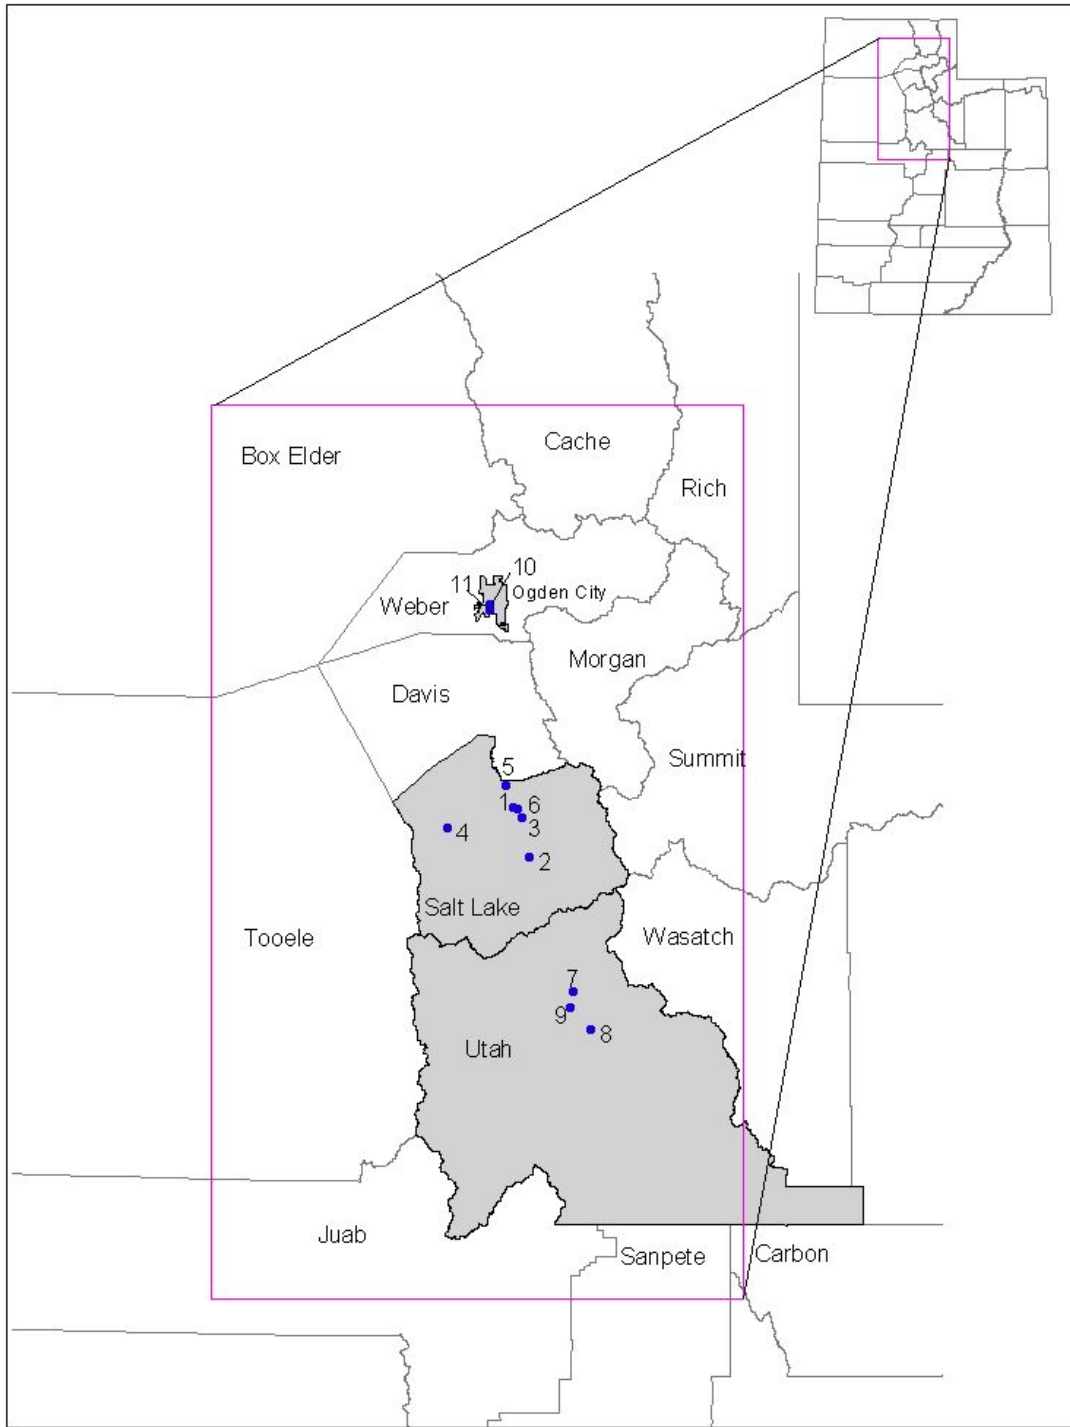 Cache
Box Elder
Rich
10
11
Ogden City
Weber
Morgan
Davis
Summit
5
1
6
3
4
2
Salt Lake
Tooele
Wasatch
7
9
8
Utah
Juab
Sanpete
Carbon